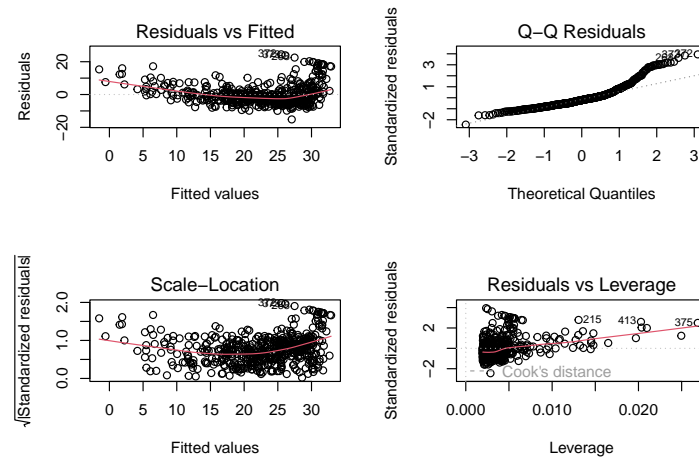 Residuals vs Fitted
Residuals
20
0
−20
0 5 10 15 20 25 30
Fitted values
Q−Q Residuals
Standardized residuals
3
1
−2
−3 −2 −1 0 1 2 3
Theoretical Quantiles
Scale−Location
√|Standardized residuals|
2.0
1.0
0.0
0 5 10 15 20 25 30
Fitted values
Residuals vs Leverage
Standardized residuals
2
−2
215
413
375
Cook's distance
0.000 0.010 0.020
Leverage